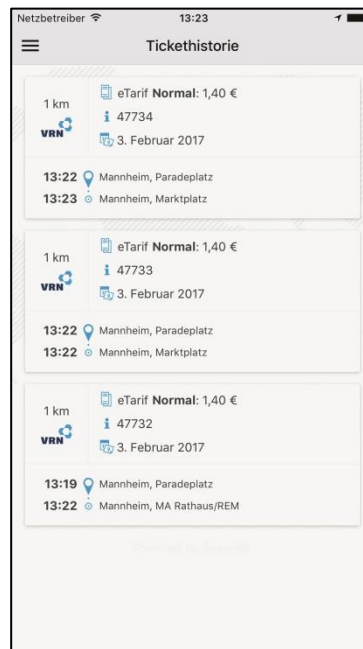 Netzbetreiber 13:23
Tickethistorie
1 km
VRN
eTarif Normal: 1,40 €
i 47734
3. Februar 2017
13:22 Mannheim, Paradeplatz
13:23 Mannheim, Marktplatz
1 km
VRN
eTarif Normal: 1,40 €
i 47733
3. Februar 2017
13:22 Mannheim, Paradeplatz
13:22 Mannheim, Marktplatz
1 km
VRN
eTarif Normal: 1,40 €
i 47732
3. Februar 2017
13:19 Mannheim, Paradeplatz
13:22 Mannheim, MA Rathaus/REM